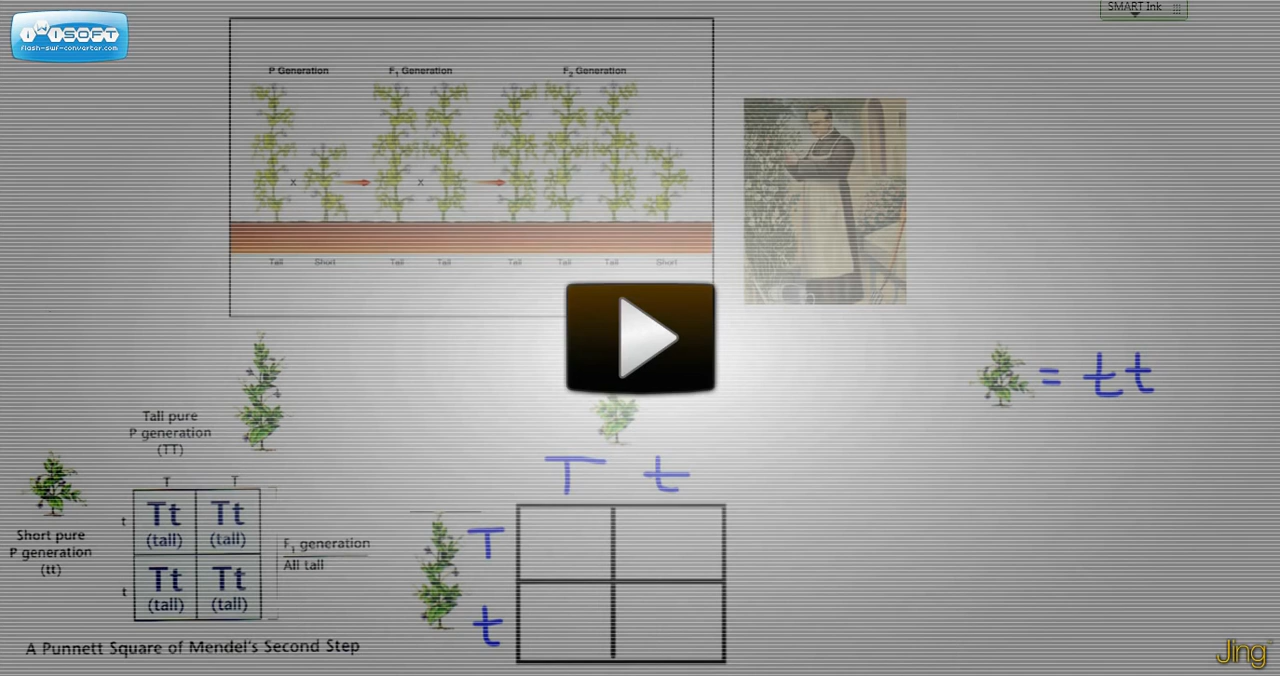 SMART Ink
iWiSOFT
flash-swf-converter.com
P Generation F₁ Generation F₂ Generation
x x
Tall Short Tall Tall Tall Tall Tall Short
= tt
Tall pure
P generation
(TT)
T T
T t
Short pure
P generation
(tt)
t Tt Tt
(tall) (tall)
t Tt Tt
(tall) (tall)
F₁ generation
All tall
T
t
A Punnett Square of Mendel's Second Step
Jing